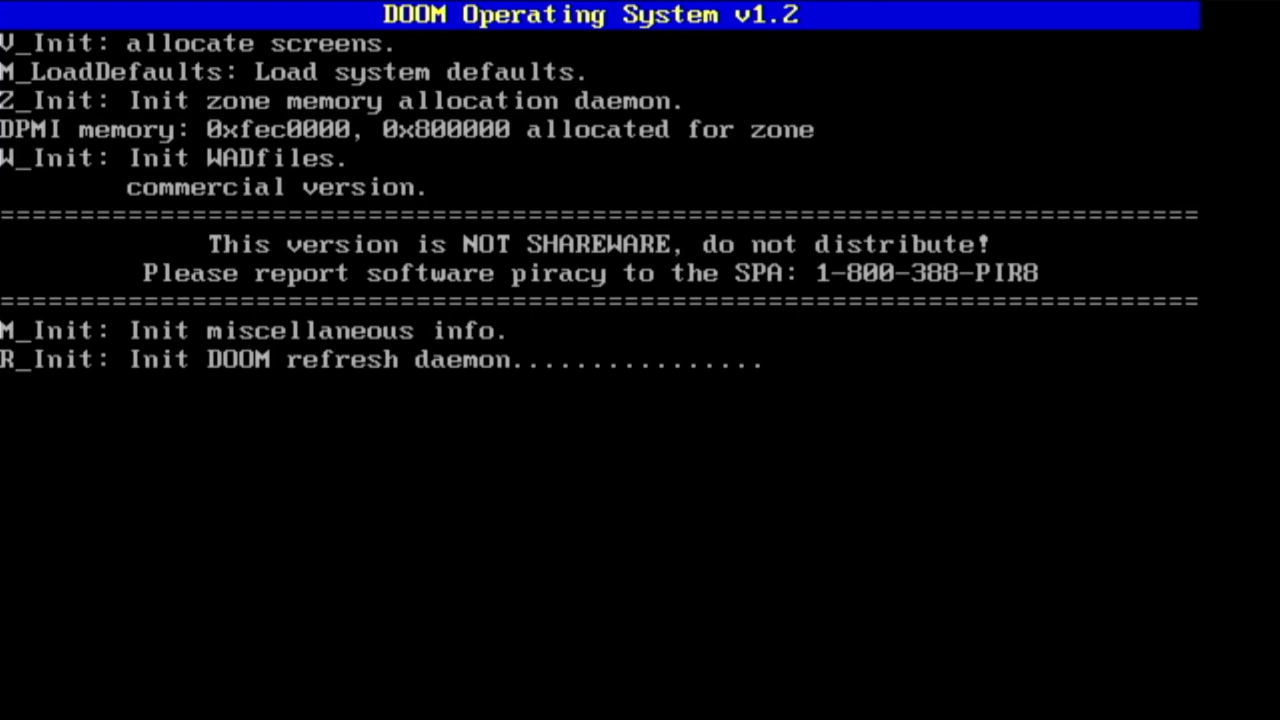 DOOM Operating System v1.2
V_Init: allocate screens.
M_LoadDefaults: Load system defaults.
Z_Init: Init zone memory allocation daemon.
DPMI memory: 0xfec0000, 0x800000 allocated for zone
W_Init: Init WADfiles.
commercial version.
===========================================================================
This version is NOT SHAREWARE, do not distribute!
Please report software piracy to the SPA: 1-800-388-PIR8
===========================================================================
M_Init: Init miscellaneous info.
R_Init: Init DOOM refresh daemon................